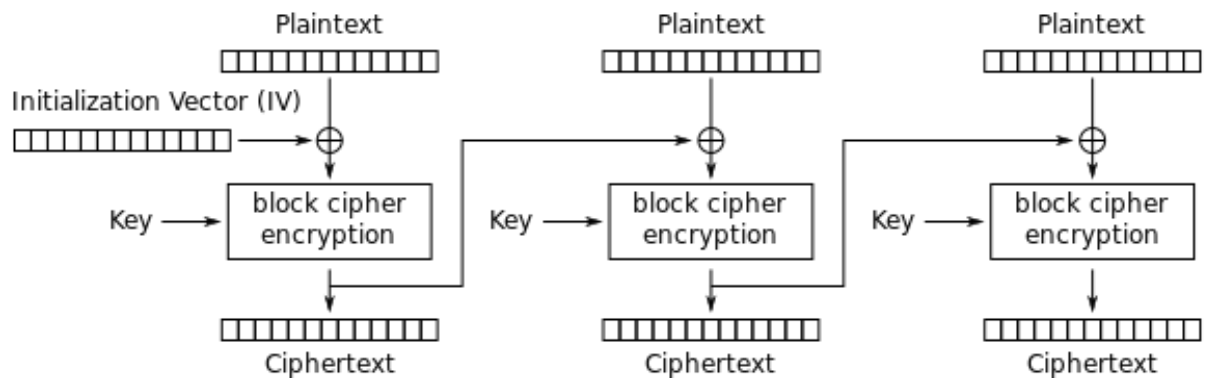 Plaintext
Plaintext
Plaintext
Initialization Vector (IV)
Key
block cipher
encryption
Key
block cipher
encryption
Key
block cipher
encryption
Ciphertext
Ciphertext
Ciphertext